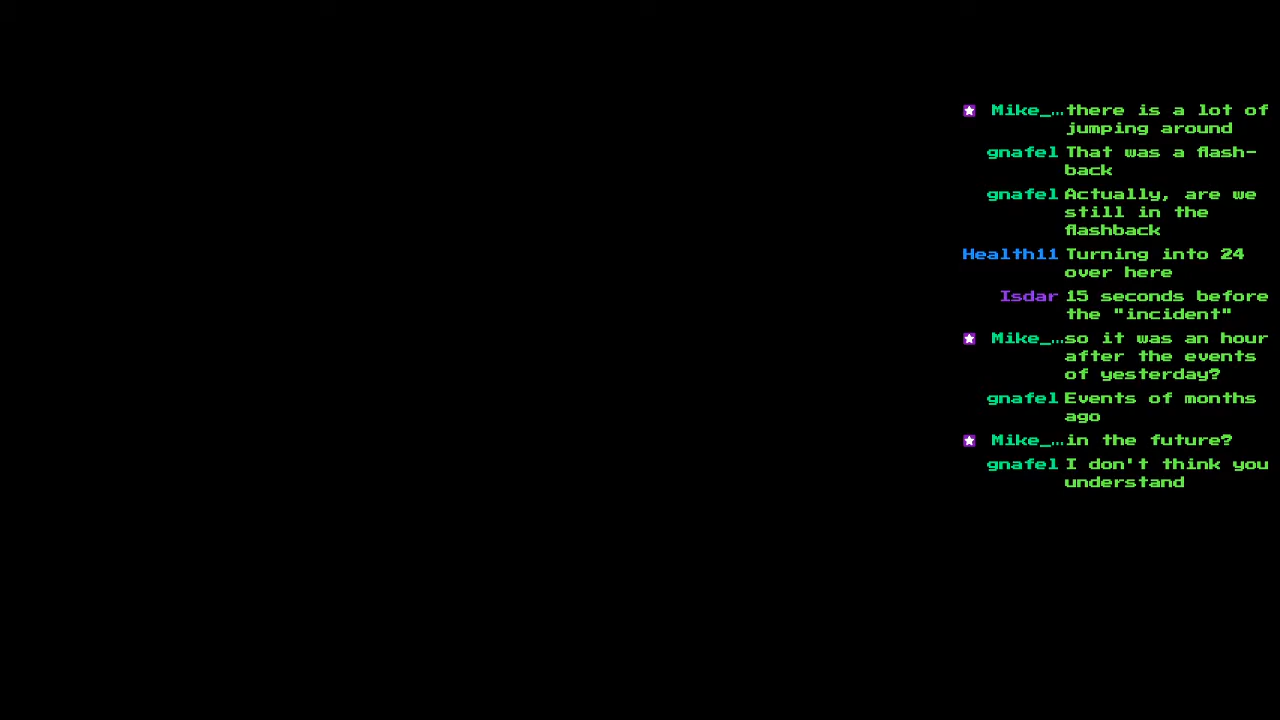 Mike_…there is a lot of
jumping around
gnafel That was a flash-
back
gnafel Actually, are we
still in the
flashback
Health11 Turning into 24
over here
Isdar 15 seconds before
the "incident"
Mike_…so it was an hour
after the events
of yesterday?
gnafel Events of months
ago
Mike_…in the future?
gnafel I don't think you
understand